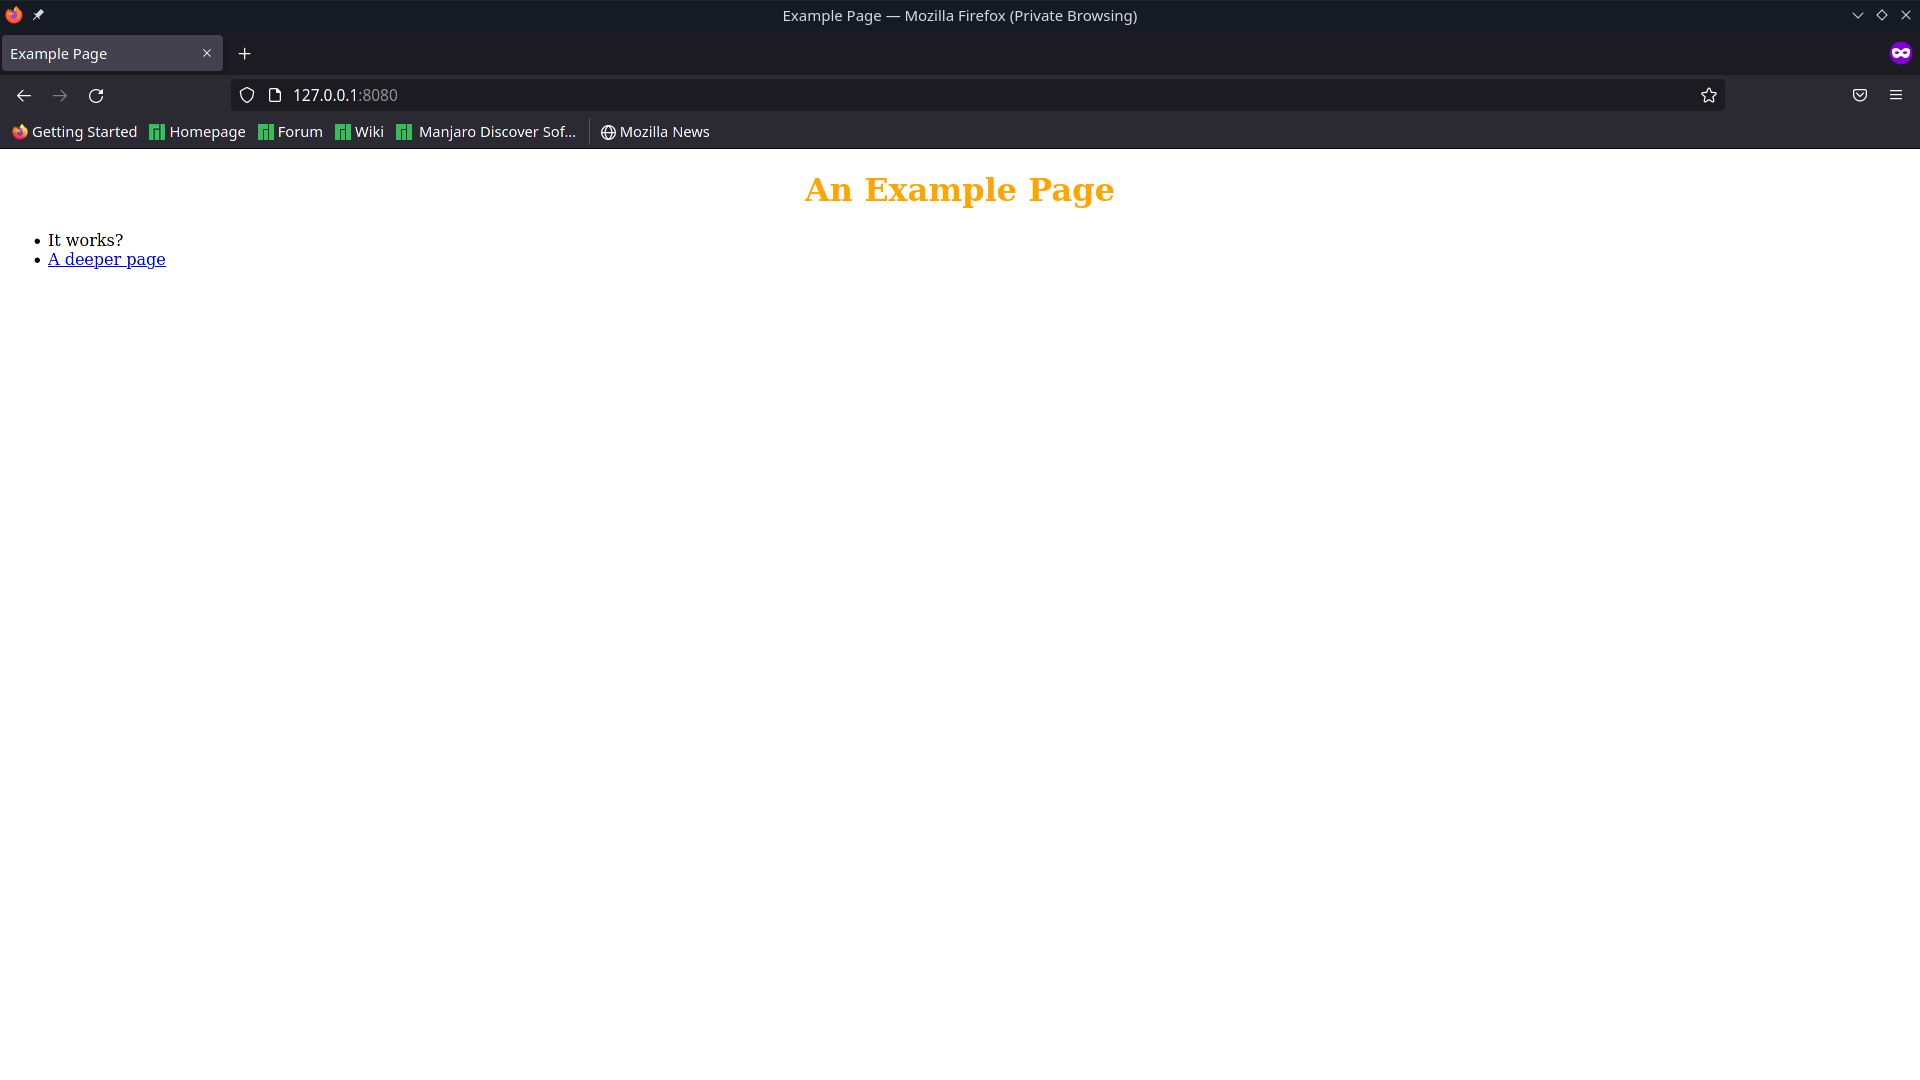 Example Page — Mozilla Firefox (Private Browsing)
Example Page
127.0.0.1:8080
Getting Started Homepage Forum Wiki Manjaro Discover Sof... Mozilla News
An Example Page
• It works?
• A deeper page